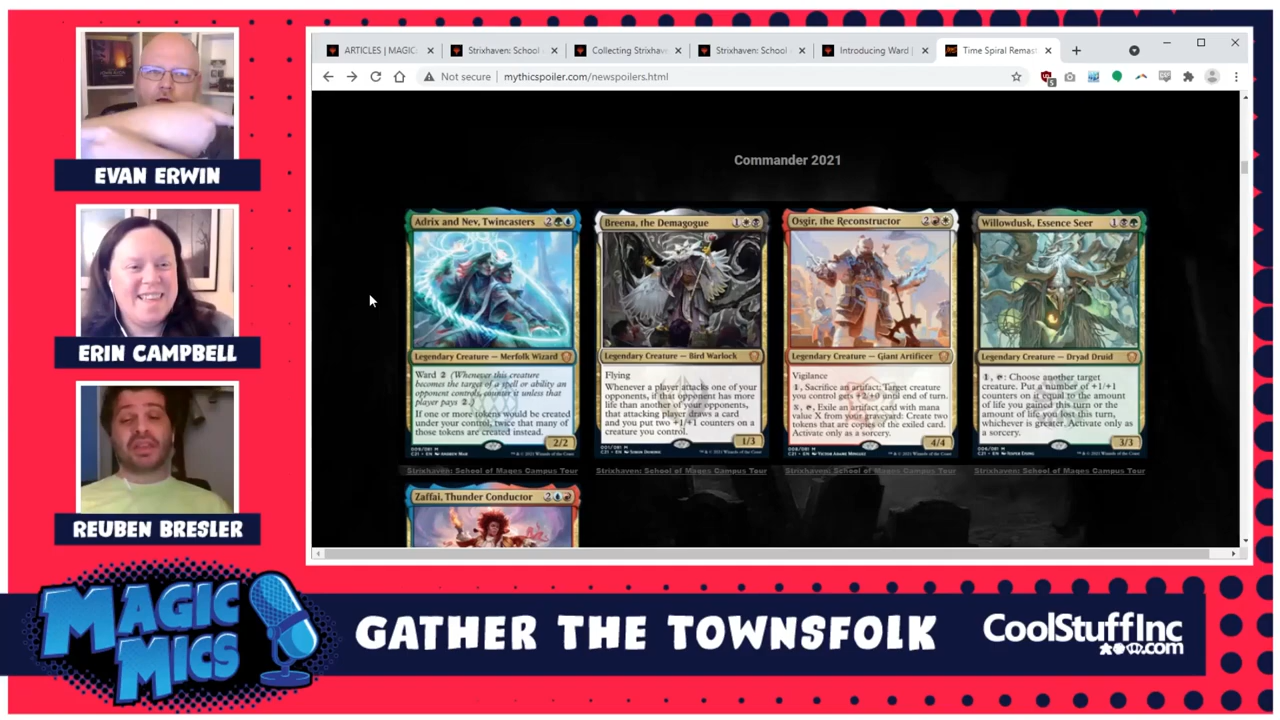 EVAN ERWIN
ERIN CAMPBELL
REUBEN BRESLER
ARTICLES | MAGIC:
Strixhaven: School
Collecting Strixhav
Strixhaven: School
Introducing Ward |
Time Spiral Remast
Not secure
mythicspoiler.com/newspoilers.html
Commander 2021
Adrix and Nev, Twincasters 2
Legendary Creature — Merfolk Wizard
Ward 2 (Whenever this creature
becomes the target of a spell or ability an
opponent controls, counter it unless that
player pays 2.)
If one or more tokens would be created
under your control, twice that many of
those tokens are created instead.
2/2
Strixhaven: School of Mages Campus Tour
Breena, the Demagogue 1
Legendary Creature — Bird Warlock
Flying
Whenever a player attacks one of your
opponents, if that opponent has more
life than another of your opponents,
that attacking player draws a card
and you put two +1/+1 counters on a
creature you control.
1/3
Strixhaven: School of Mages Campus Tour
Osgir, the Reconstructor 2
Legendary Creature — Giant Artificer
Vigilance
1, Sacrifice an artifact: Target creature
you control gets +2/+0 until end of turn.
X, Exile an artifact card with mana
value X from your graveyard: Create two
tokens that are copies of the exiled card.
Activate only as a sorcery.
4/4
Strixhaven: School of Mages Campus Tour
Willowdusk, Essence Seer 1
Legendary Creature — Dryad Druid
1, : Choose another target
creature. Put a number of +1/+1
counters on it equal to the amount
of life you gained this turn or the
amount of life you lost this turn,
whichever is greater. Activate only as
a sorcery.
3/3
Strixhaven: School of Mages Campus Tour
Zaffai, Thunder Conductor 2
MAGIC
MICS
GATHER THE TOWNSFOLK
CoolStuffInc
.com